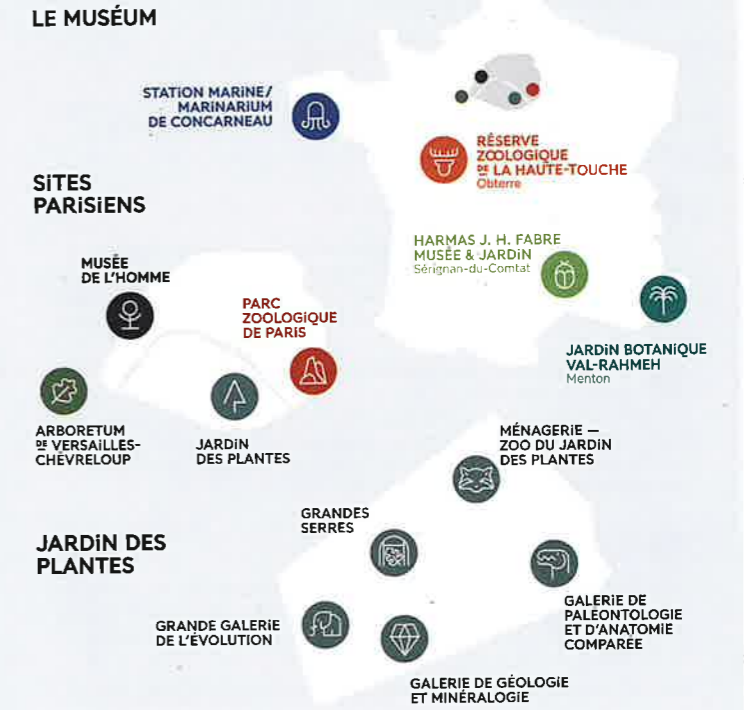 LE MUSÉUM
STATION MARiNE/
MARINARIUM
DE CONCARNEAU
RÉSERVE
ZOOLOGiQUE
DE LA HAUTE-TOUCHE
Obterre
HARMAS J. H. FABRE
MUSÉE & JARDiN
Sérignan-du-Comtat
JARDiN BOTANiQUE
VAL-RAHMEH
Menton
SiTES
PARiSiENS
MUSÉE
DE L'HOMME
PARC
ZOOLOGiQUE
DE PARiS
ARBORETUM
DE VERSAiLLES-
CHÈVRELOUP
JARDiN
DES PLANTES
JARDiN DES
PLANTES
MÉNAGERiE —
ZOO DU JARDiN
DES PLANTES
GRANDES
SERRES
GRANDE GALERiE
DE L'ÉVOLUTION
GALERiE DE
PALÉONTOLOGiE
ET D'ANATOMiE
COMPARÉE
GALERiE DE GÉOLOGiE
ET MINÉRALOGiE